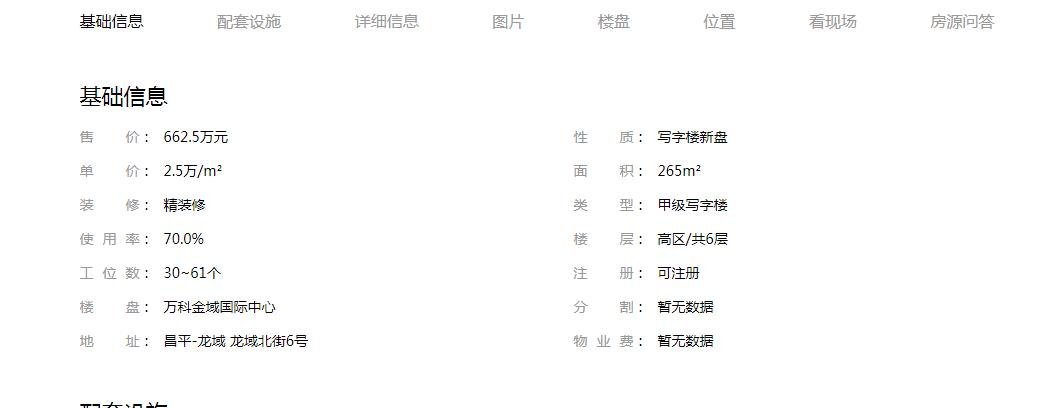 基础信息 配套设施 详细信息 图片 楼盘 位置 看现场 房源问答
基础信息
售价： 662.5万元 性质： 写字楼新盘
单价： 2.5万/m² 面积： 265m²
装修： 精装修 类型： 甲级写字楼
使用率： 70.0% 楼层： 高区/共6层
工位数： 30~61个 注册： 可注册
楼盘： 万科金域国际中心 分割： 暂无数据
地址： 昌平-龙域 龙域北街6号 物业费： 暂无数据
配套设施